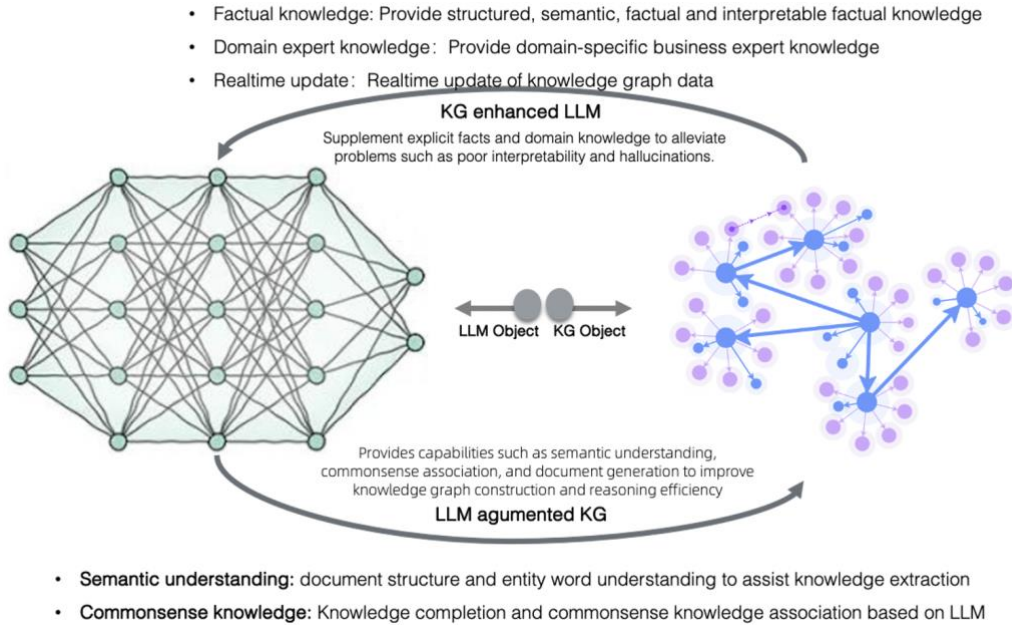 • Factual knowledge: Provide structured, semantic, factual and interpretable factual knowledge
• Domain expert knowledge： Provide domain-specific business expert knowledge
• Realtime update： Realtime update of knowledge graph data
KG enhanced LLM
Supplement explicit facts and domain knowledge to alleviate
problems such as poor interpretability and hallucinations.
LLM Object KG Object
Provides capabilities such as semantic understanding,
commonsense association, and document generation to improve
knowledge graph construction and reasoning efficiency
LLM agumented KG
• Semantic understanding: document structure and entity word understanding to assist knowledge extraction
• Commonsense knowledge: Knowledge completion and commonsense knowledge association based on LLM